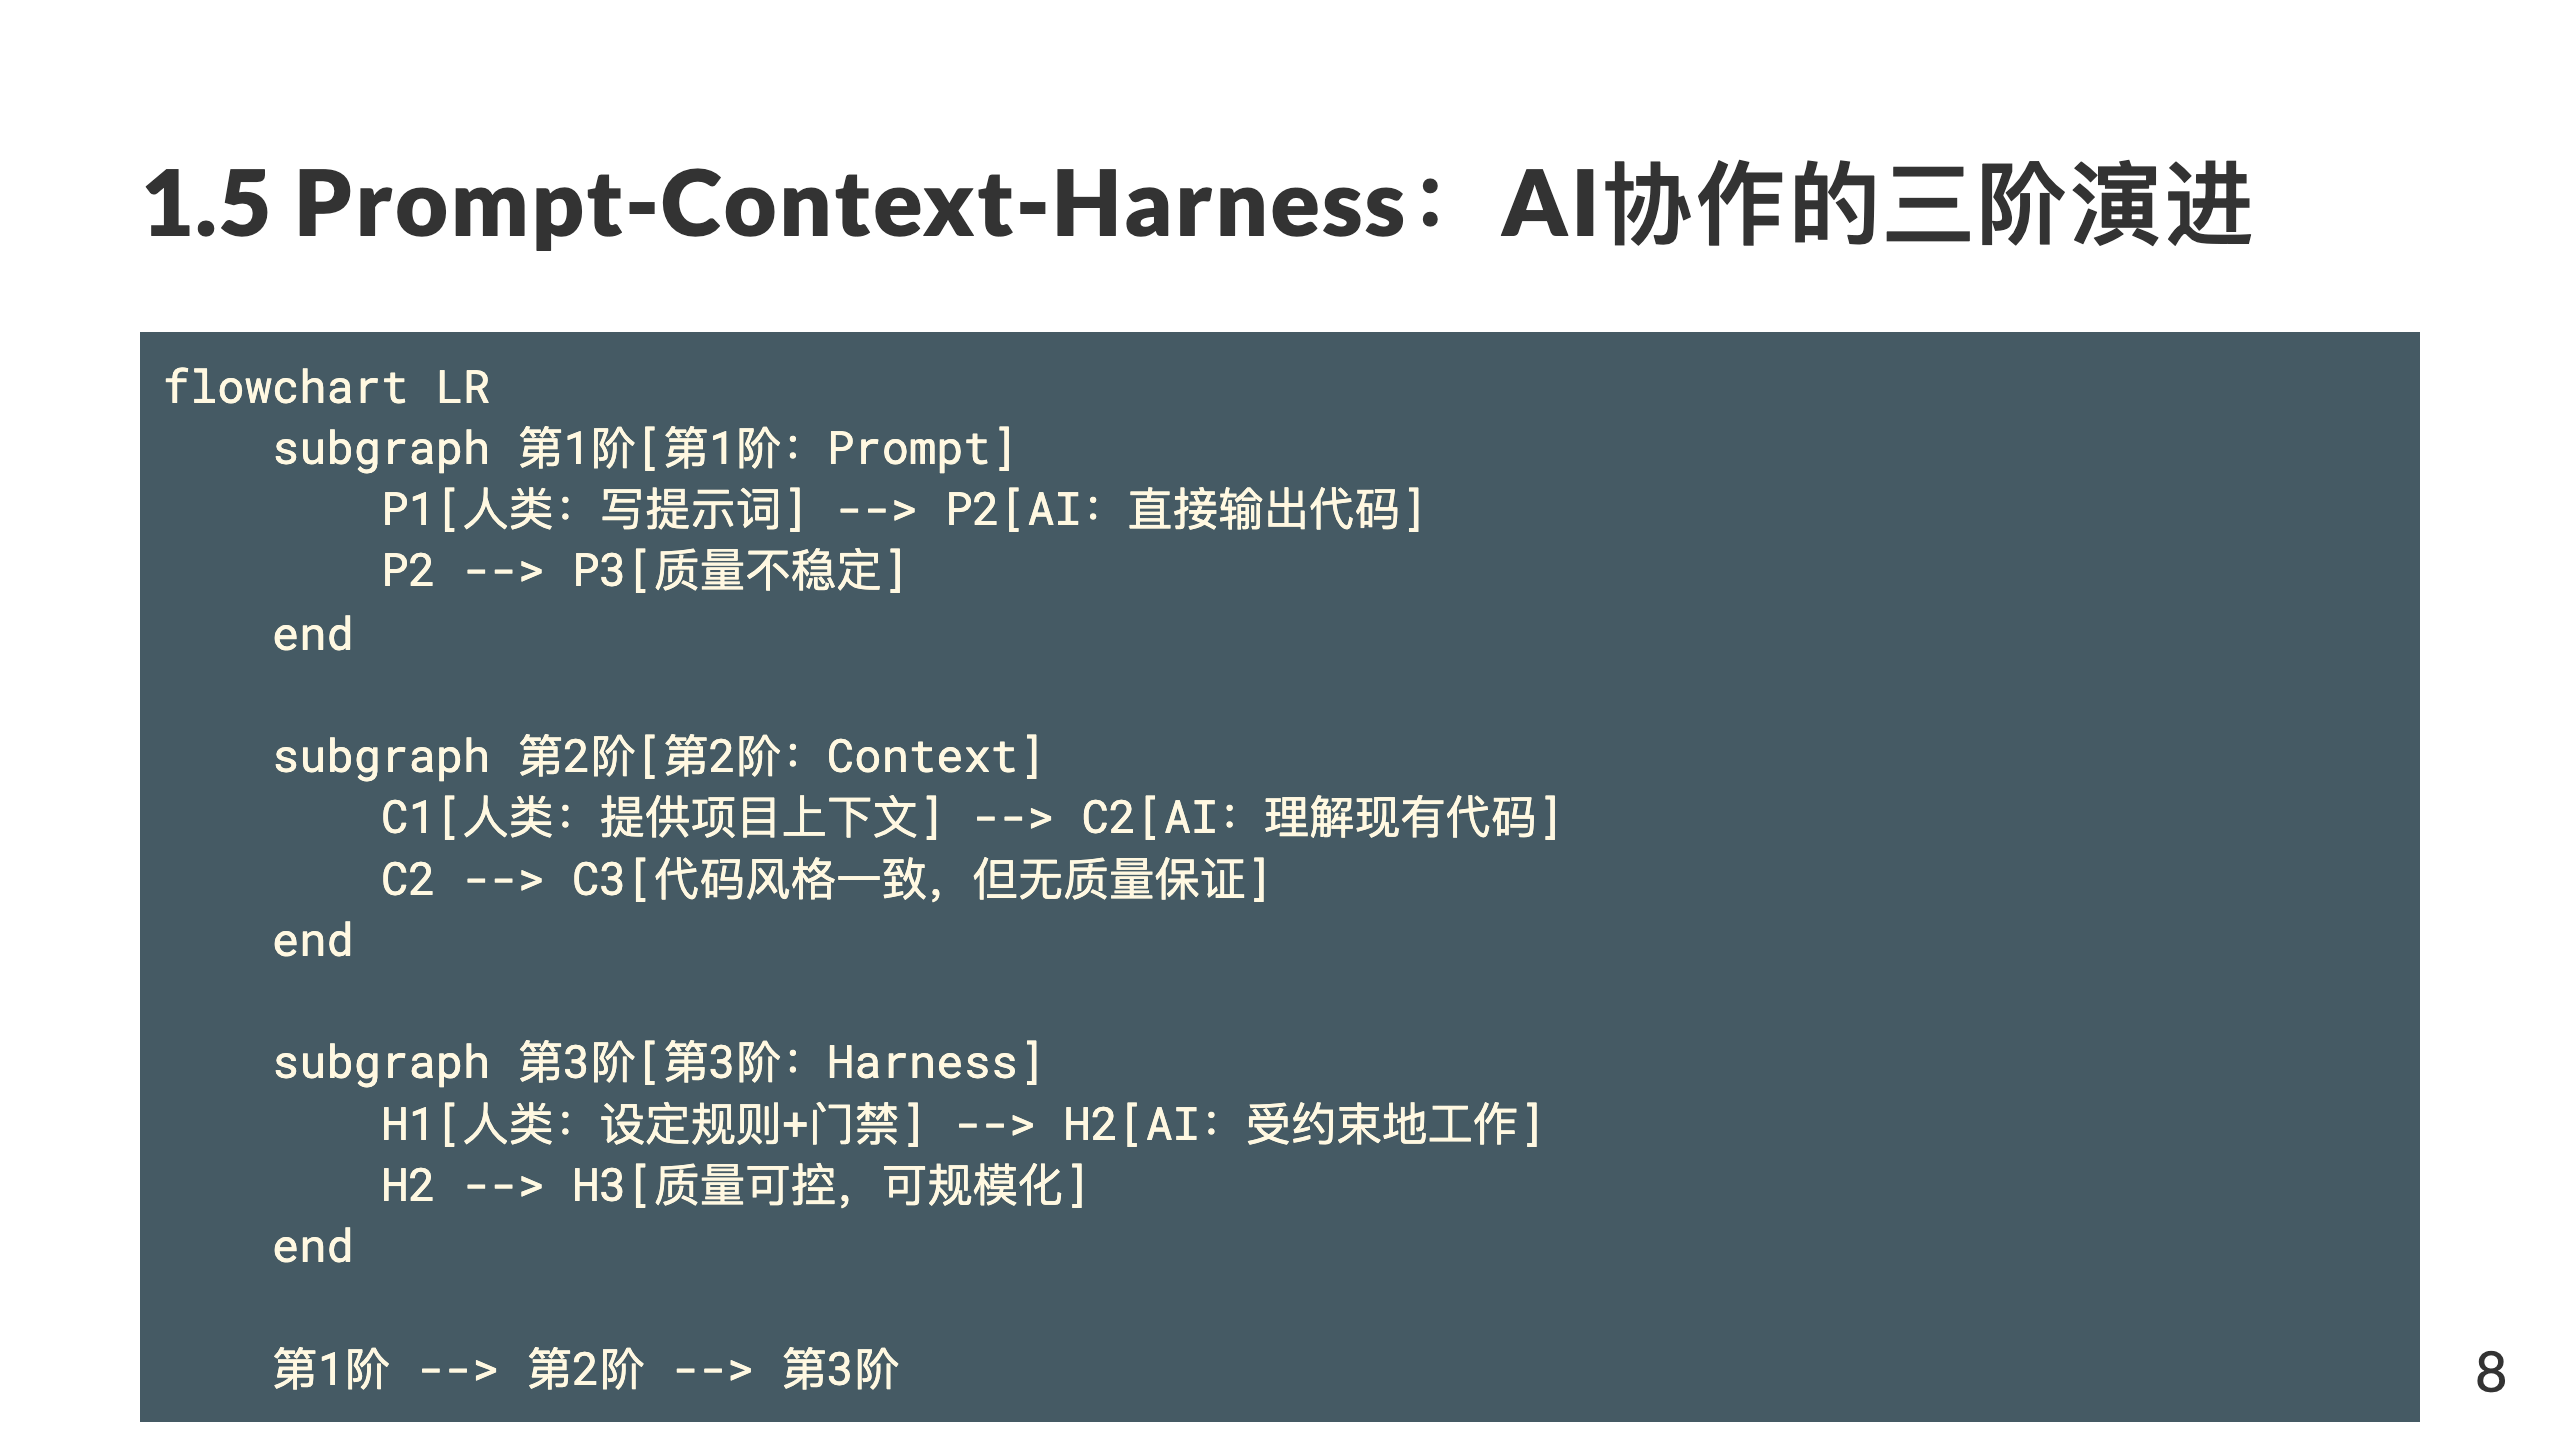 1.5 Prompt-Context-Harness：AI协作的三阶演进
flowchart LR
    subgraph 第1阶[第1阶：Prompt]
        P1[人类：写提示词] --> P2[AI：直接输出代码]
        P2 --> P3[质量不稳定]
    end

    subgraph 第2阶[第2阶：Context]
        C1[人类：提供项目上下文] --> C2[AI：理解现有代码]
        C2 --> C3[代码风格一致，但无质量保证]
    end

    subgraph 第3阶[第3阶：Harness]
        H1[人类：设定规则+门禁] --> H2[AI：受约束地工作]
        H2 --> H3[质量可控，可规模化]
    end

    第1阶 --> 第2阶 --> 第3阶
8